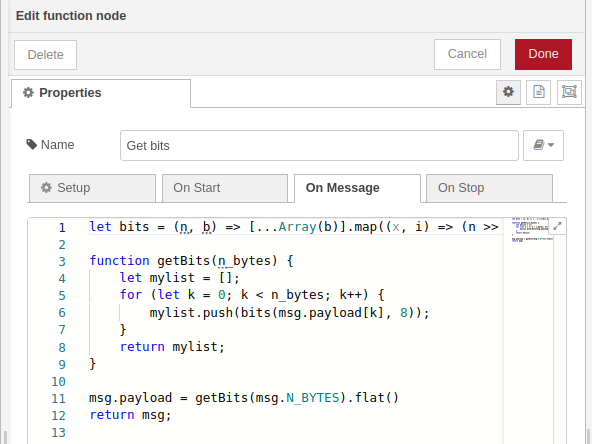 Edit function node
Delete
Cancel
Done
Properties
Name
Get bits
Setup
On Start
On Message
On Stop
1 let bits = (n, b) => [...Array(b)].map((x, i) => (n >>
2
3 function getBits(n_bytes) {
4 let mylist = [];
5 for (let k = 0; k < n_bytes; k++) {
6 mylist.push(bits(msg.payload[k], 8));
7 }
8 return mylist;
9 }
10
11 msg.payload = getBits(msg.N_BYTES).flat()
12 return msg;
13